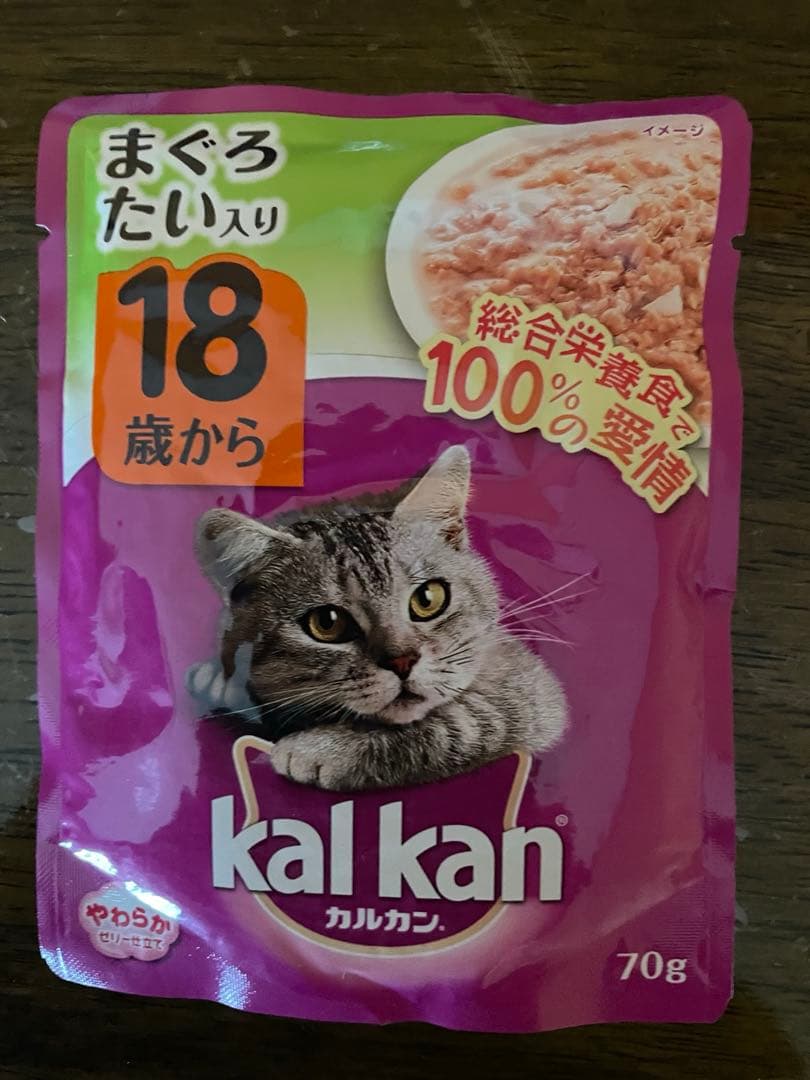 まぐろ
たい入り
イメージ
18
歳から
総合栄養食で
100%の愛情
kal kan®
カルカン®
やわらか
ゼリー仕立て
70g